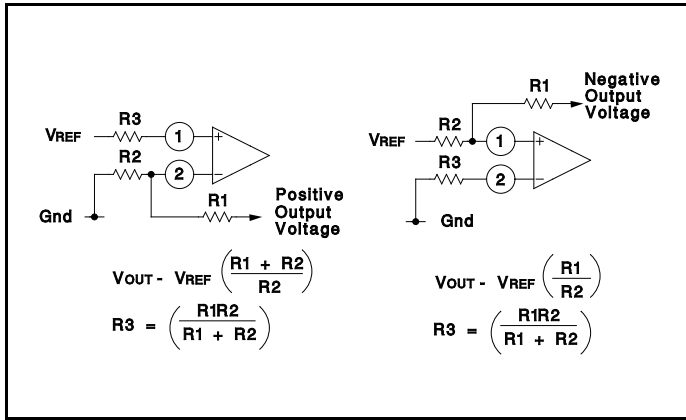 R3
VREF
1
+
R2
2
−
R1
Gnd
Positive
Output
Voltage
VOUT - VREF (R1 + R2 / R2)
R3 = (R1R2 / R1 + R2)
R1
Negative
Output
Voltage
R2
VREF
1
+
R3
2
−
Gnd
VOUT - VREF (R1 / R2)
R3 = (R1R2 / R1 + R2)